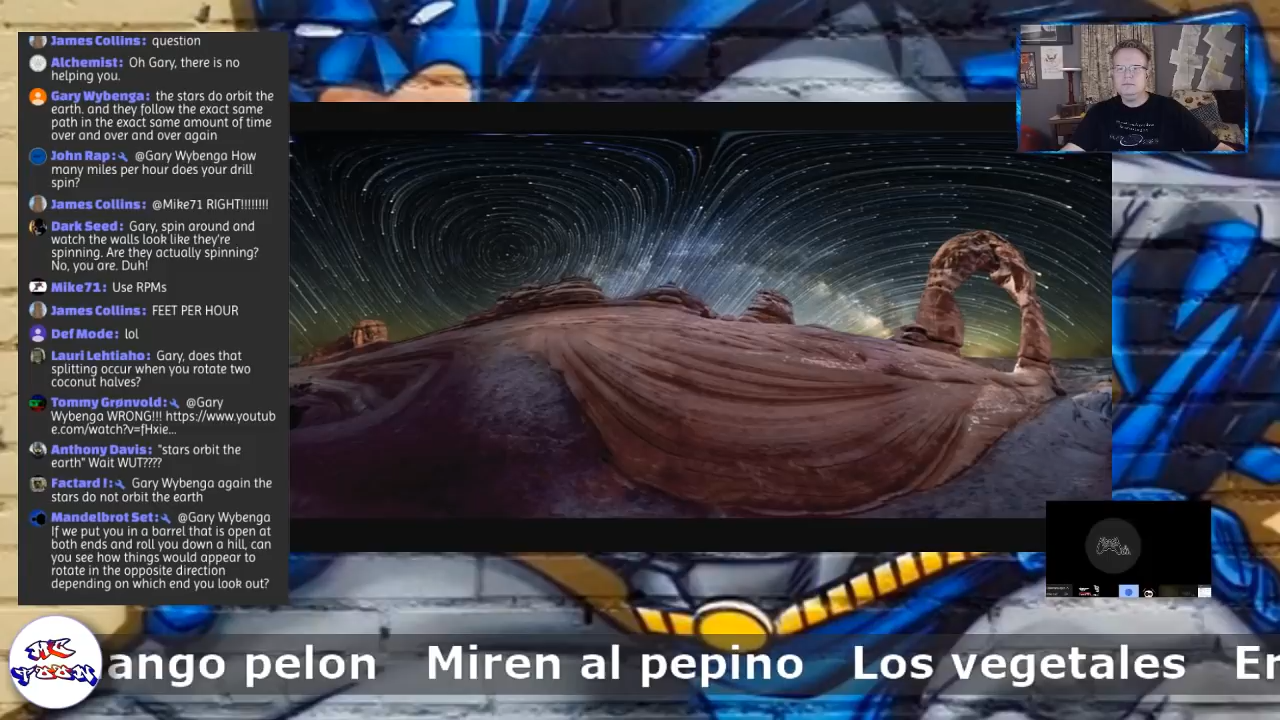 James Collins: question
Alchemist: Oh Gary, there is no
helping you.
Gary Wybenga: the stars do orbit the
earth. and they follow the exact same
path in the exact same amount of time
over and over and over again
John Rap: @Gary Wybenga How
many miles per hour does your drill
spin?
James Collins: @Mike71 RIGHT!!!!!!!!
Dark Seed: Gary, spin around and
watch the walls look like they're
spinning. Are they actually spinning?
No, you are. Duh!
Mike71: Use RPMs
James Collins: FEET PER HOUR
Def Mode: lol
Lauri Lehtiaho: Gary, does that
splitting occur when you rotate two
coconut halves?
Tommy Grønvold: @Gary
Wybenga WRONG!!! https://www.youtub
e.com/watch?v=fHxie...
Anthony Davis: "stars orbit the
earth" Wait WUT????
Factard !: Gary Wybenga again the
stars do not orbit the earth
Mandelbrot Set: @Gary Wybenga
If we put you in a barrel that is open at
both ends and roll you down a hill, can
you see how things would appear to
rotate in the opposite direction
depending on which end you look out?
MC
TOON
ango pelon Miren al pepino Los vegetales En